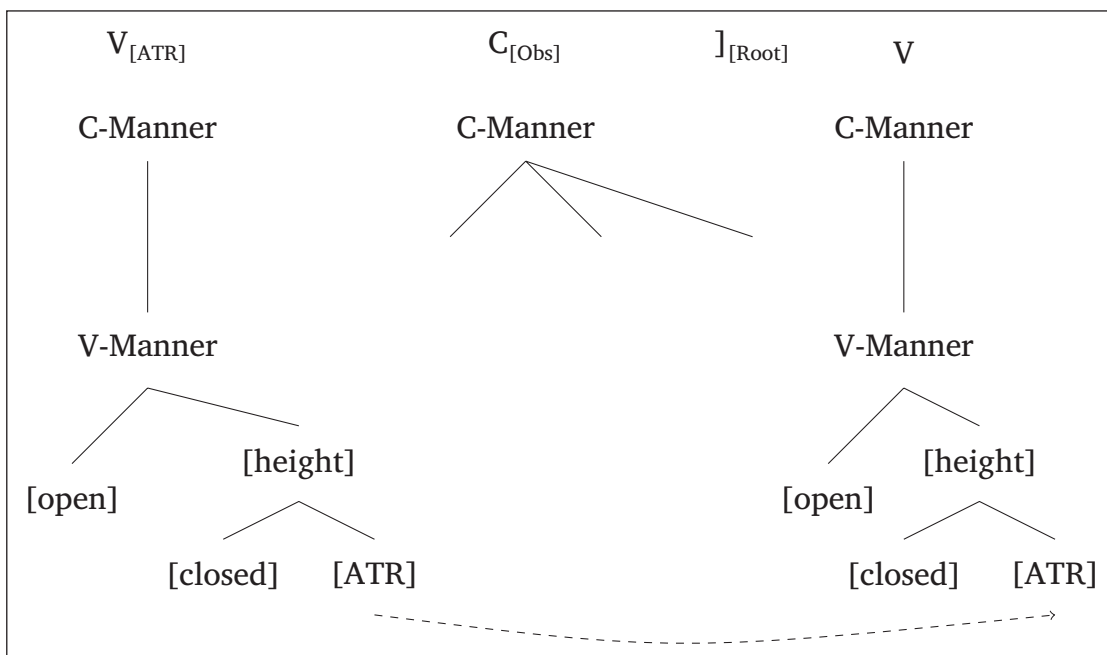 V[ATR] C[Obs] ][Root] V
C-Manner C-Manner C-Manner
V-Manner V-Manner
[height] [height]
[open] [open]
[closed] [ATR] [closed] [ATR]